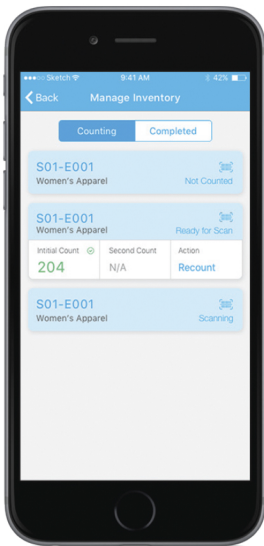 Sketch 9:41 AM 42%
Back Manage Inventory
Counting Completed
S01-E001
Women's Apparel Not Counted
S01-E001
Women's Apparel Ready for Scan
Intitial Count Second Count Action
204 N/A Recount
S01-E001
Women's Apparel Scanning